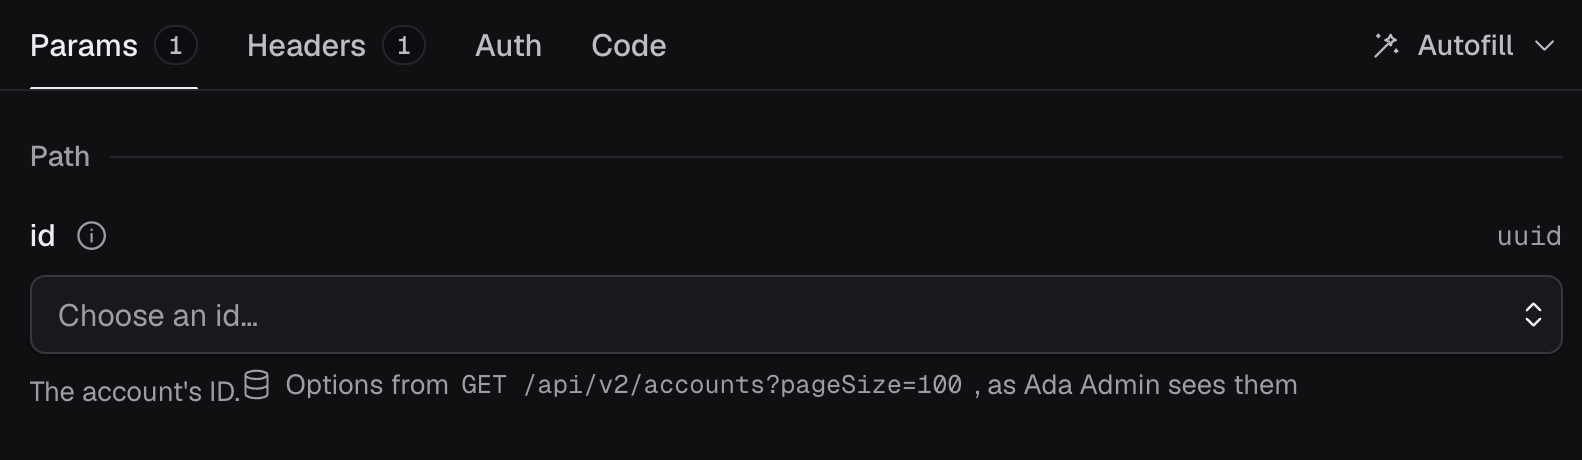 Params 1 Headers 1 Auth Code Autofill
Path
id uuid
Choose an id…
The account's ID. Options from GET /api/v2/accounts?pageSize=100 , as Ada Admin sees them